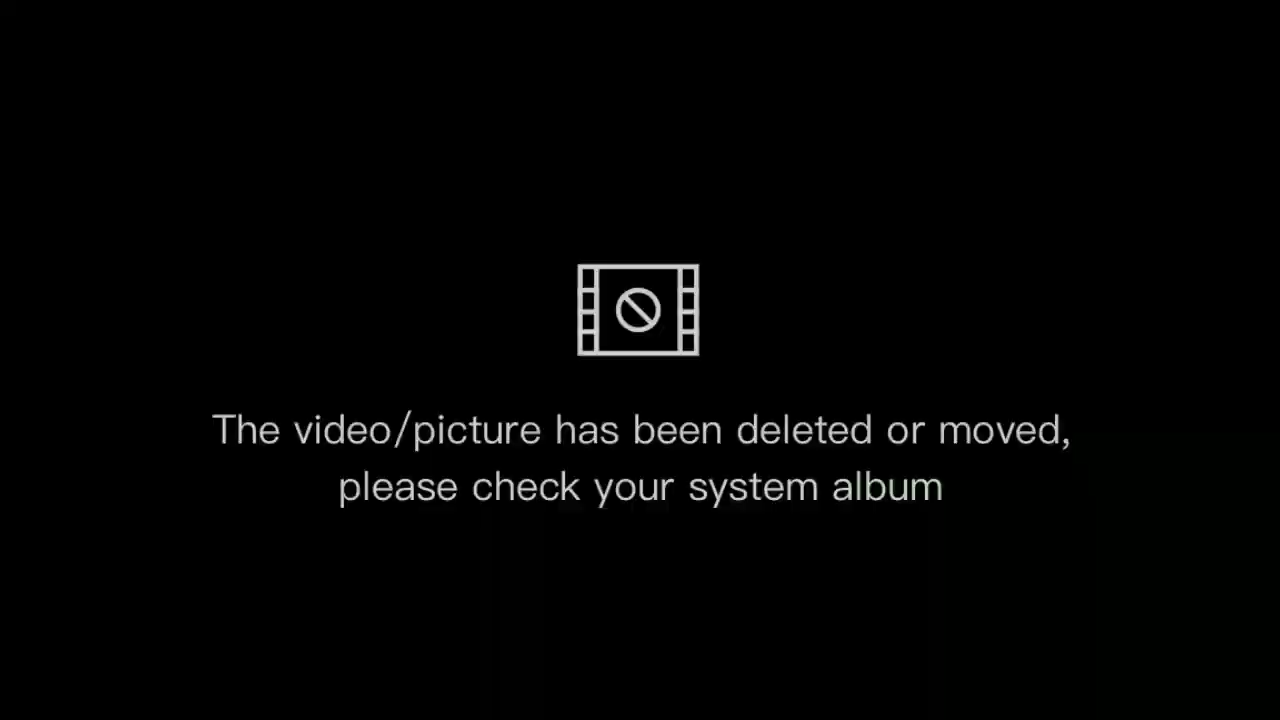 The video/picture has been deleted or moved,
please check your system album